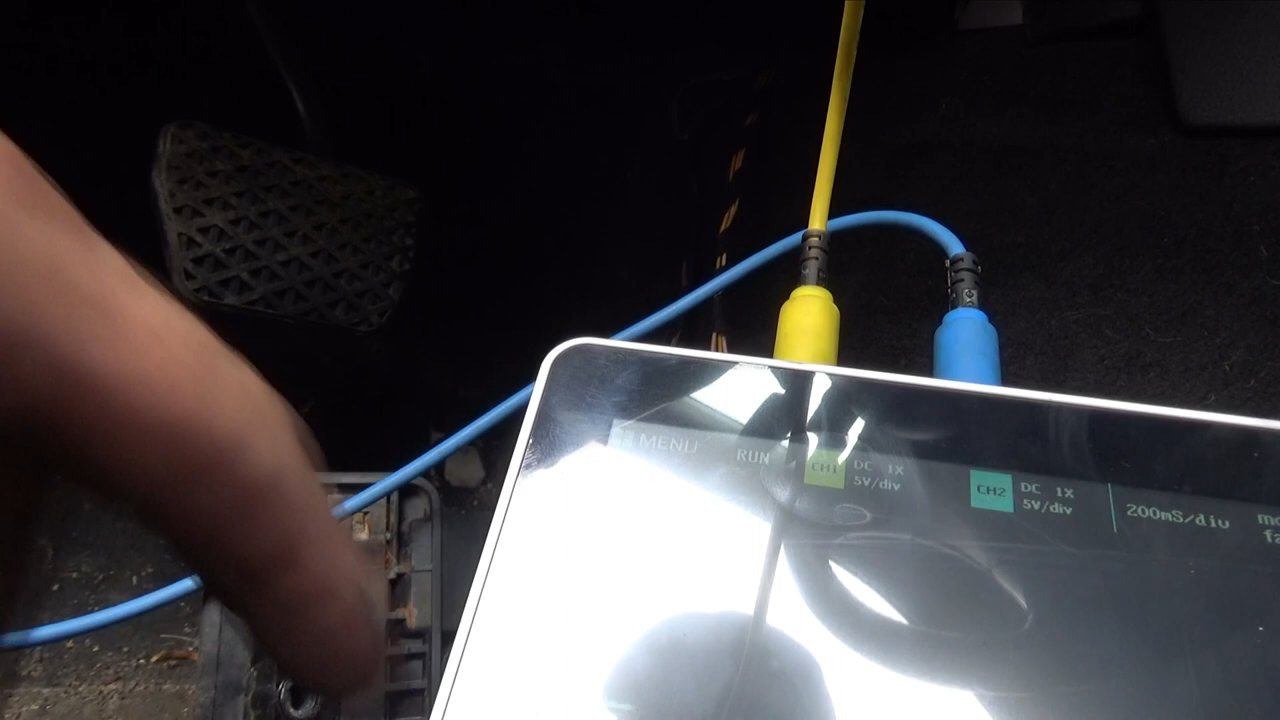 MENU
RUN
CH1
DC 1X
5V/div
CH2
DC 1X
5V/div
200mS/div